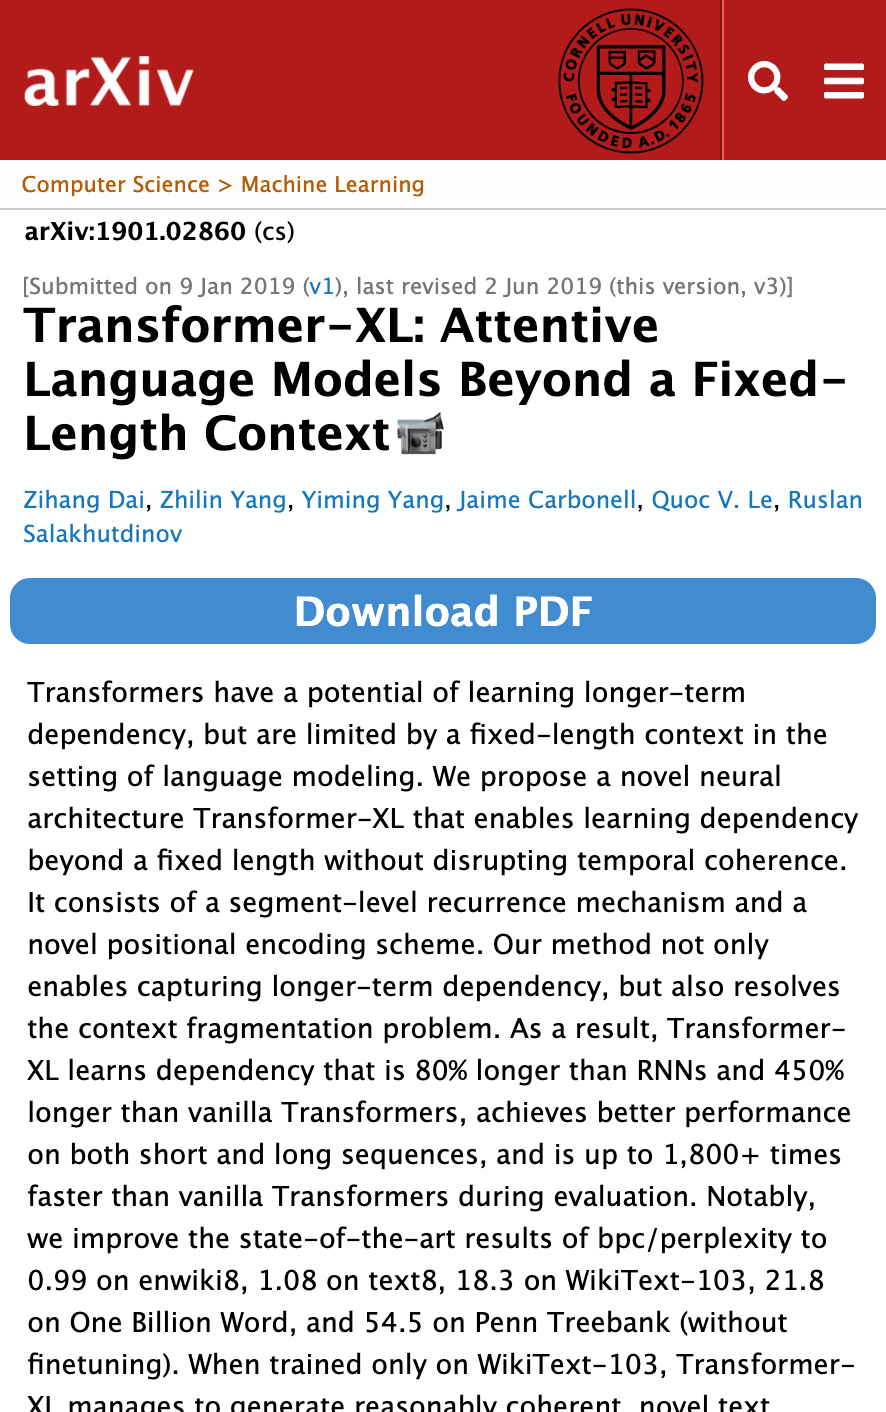 arXiv
CORNELL UNIVERSITY
FOUNDED A.D. 1865
Computer Science > Machine Learning
arXiv:1901.02860 (cs)
[Submitted on 9 Jan 2019 (v1), last revised 2 Jun 2019 (this version, v3)]
Transformer-XL: Attentive
Language Models Beyond a Fixed-
Length Context
Zihang Dai, Zhilin Yang, Yiming Yang, Jaime Carbonell, Quoc V. Le, Ruslan
Salakhutdinov
Download PDF
Transformers have a potential of learning longer-term
dependency, but are limited by a fixed-length context in the
setting of language modeling. We propose a novel neural
architecture Transformer-XL that enables learning dependency
beyond a fixed length without disrupting temporal coherence.
It consists of a segment-level recurrence mechanism and a
novel positional encoding scheme. Our method not only
enables capturing longer-term dependency, but also resolves
the context fragmentation problem. As a result, Transformer-
XL learns dependency that is 80% longer than RNNs and 450%
longer than vanilla Transformers, achieves better performance
on both short and long sequences, and is up to 1,800+ times
faster than vanilla Transformers during evaluation. Notably,
we improve the state-of-the-art results of bpc/perplexity to
0.99 on enwiki8, 1.08 on text8, 18.3 on WikiText-103, 21.8
on One Billion Word, and 54.5 on Penn Treebank (without
finetuning). When trained only on WikiText-103, Transformer-
XL manages to generate reasonably coherent, novel text